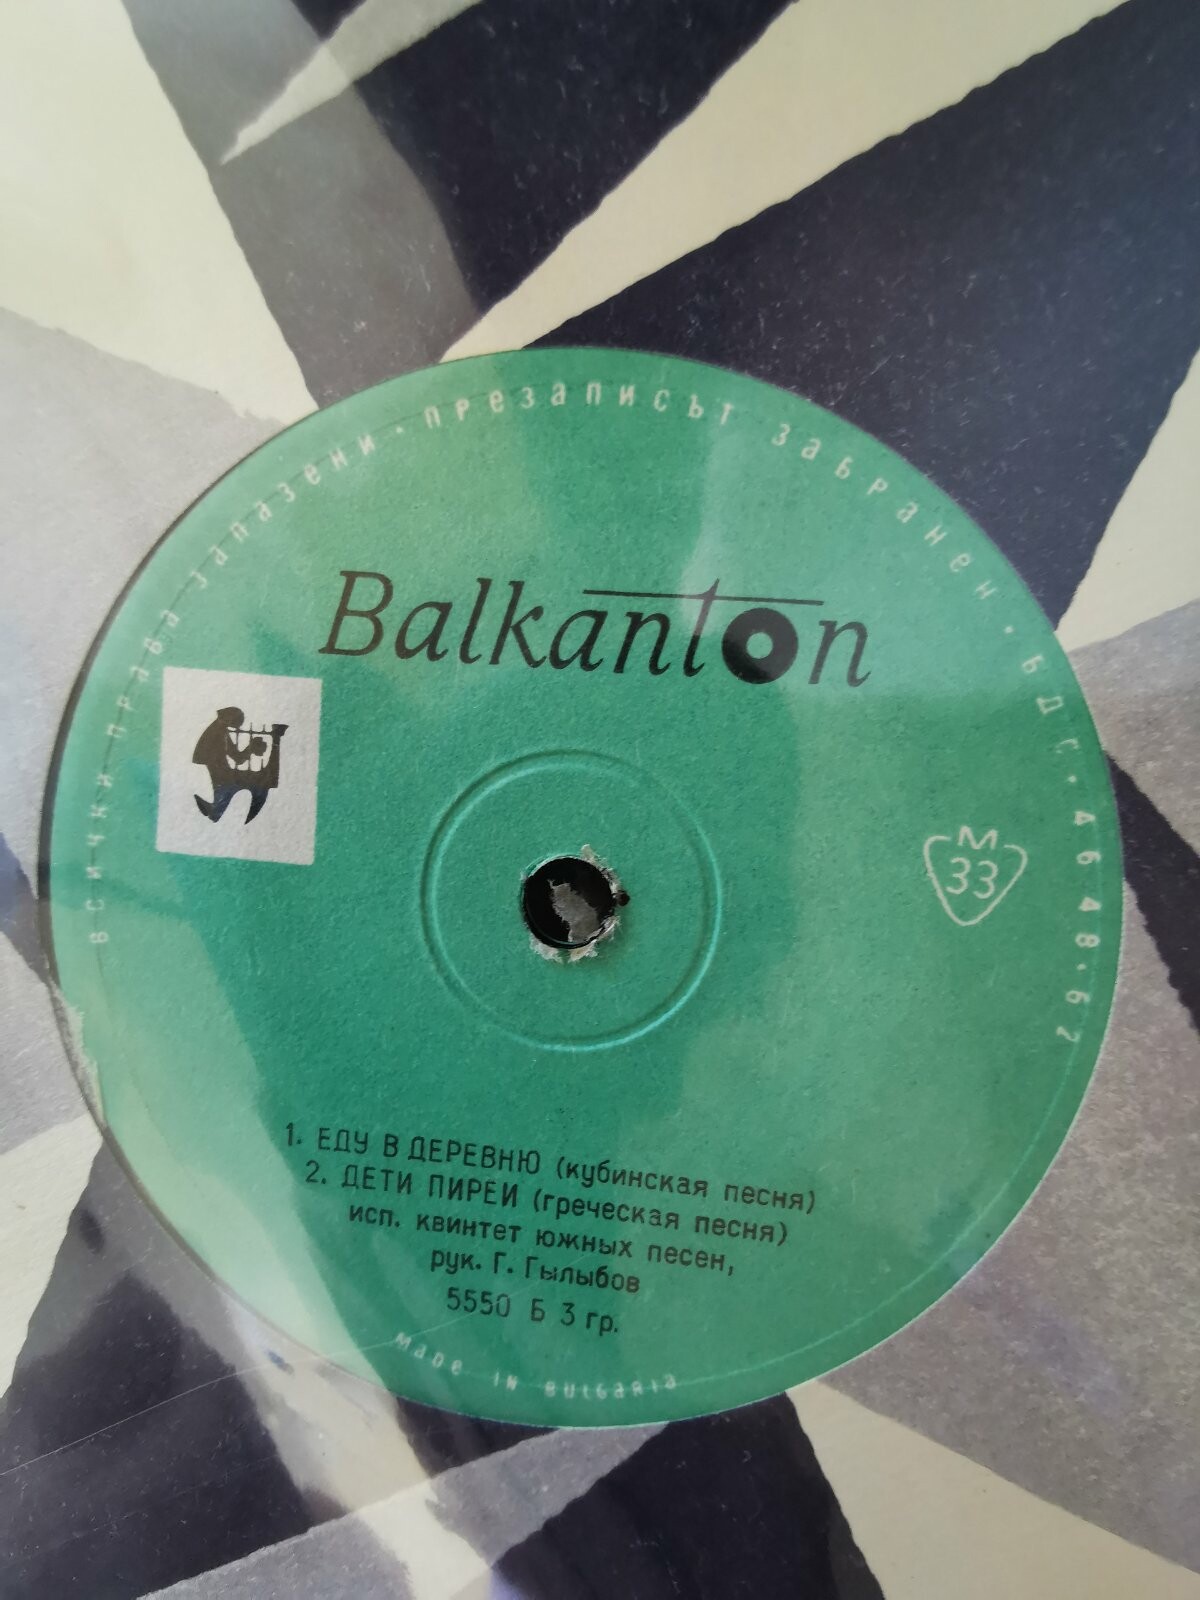 всички права запазени · презаписът забранен · БДС · 4648·62
Balkanton
M
33
1. ЕДУ В ДЕРЕВНЮ (кубинская песня)
2. ДЕТИ ПИРЕИ (греческая песня)
исп. квинтет южных песен,
рук. Г. Гылыбов
5550 Б 3 гр.
made in bulgaria